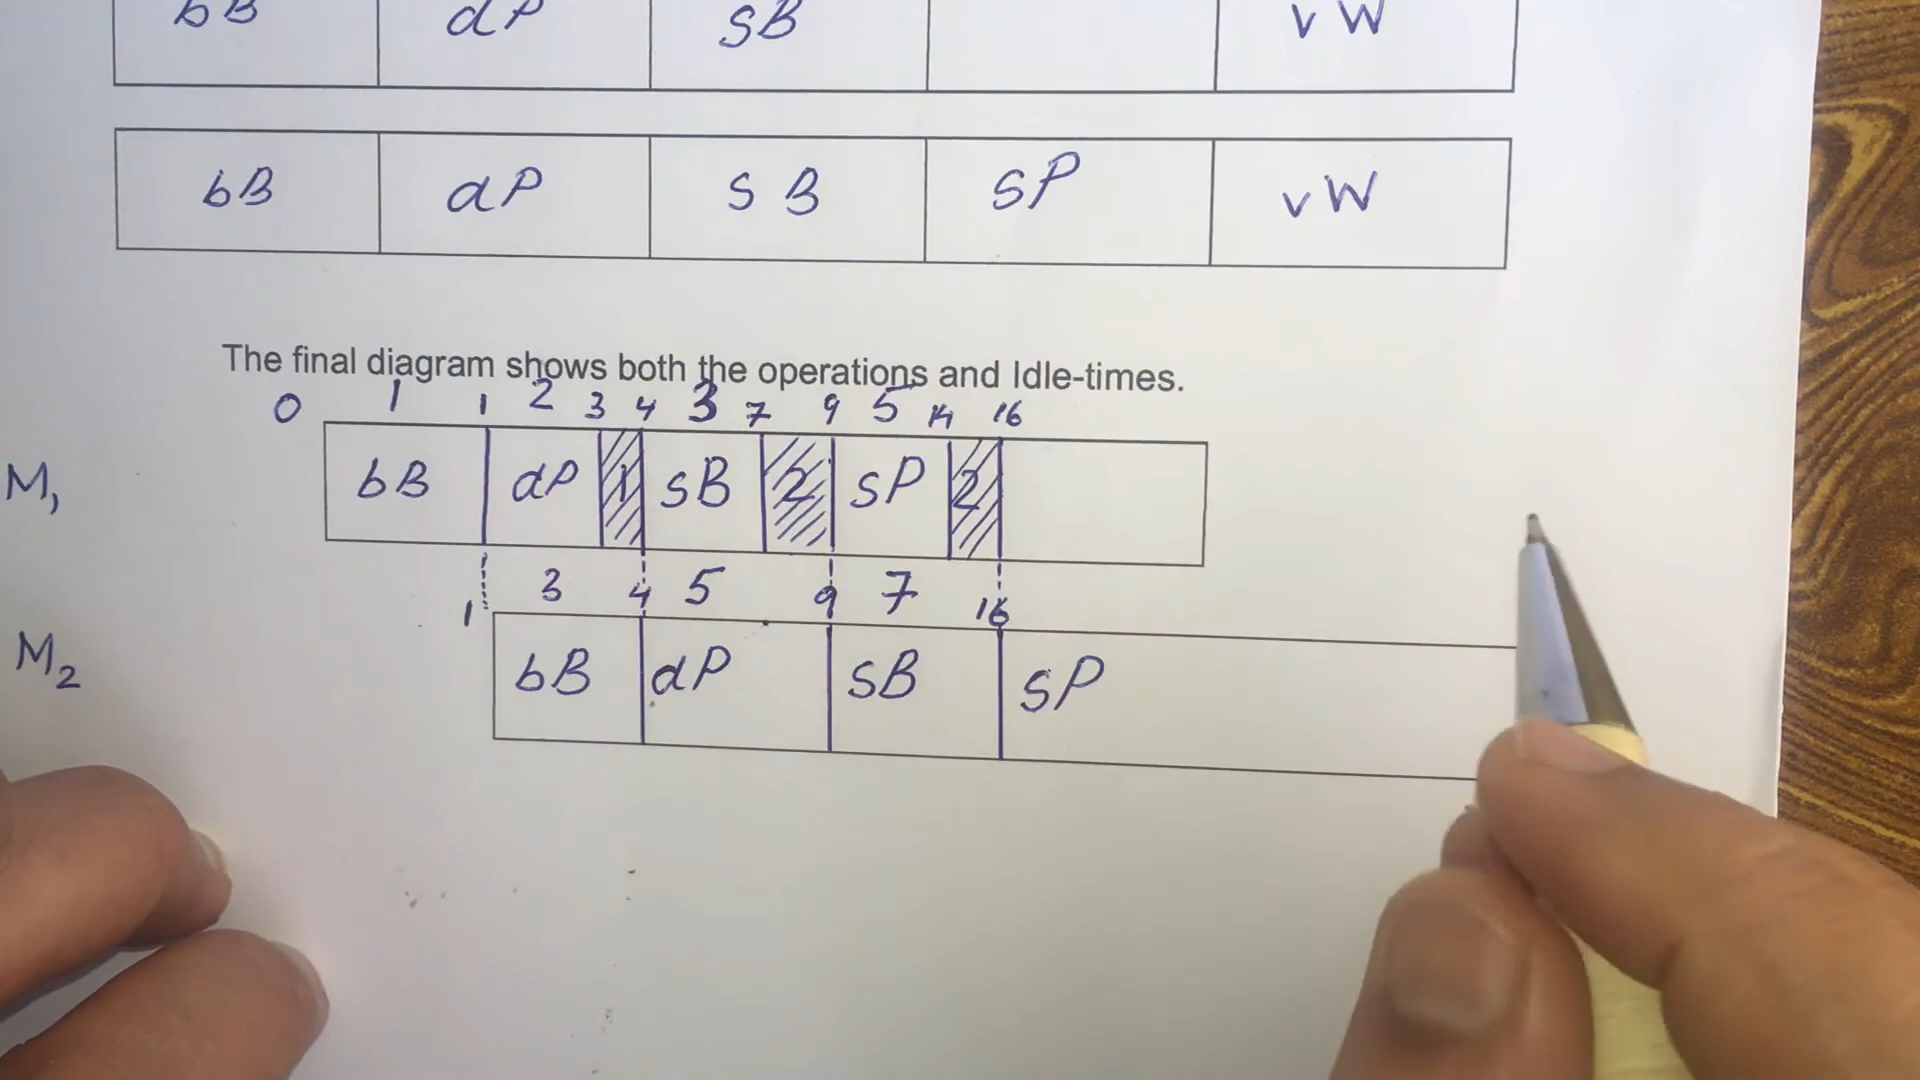 bB dP SB vW
bB dP SB SP vW
The final diagram shows both the operations and Idle-times.
0 1 1 2 3 4 3 7 9 5 14 16
M1 bB dP 1 sB 2 sP 2
1 3 4 5 9 7 16
M2 bB dP SB SP